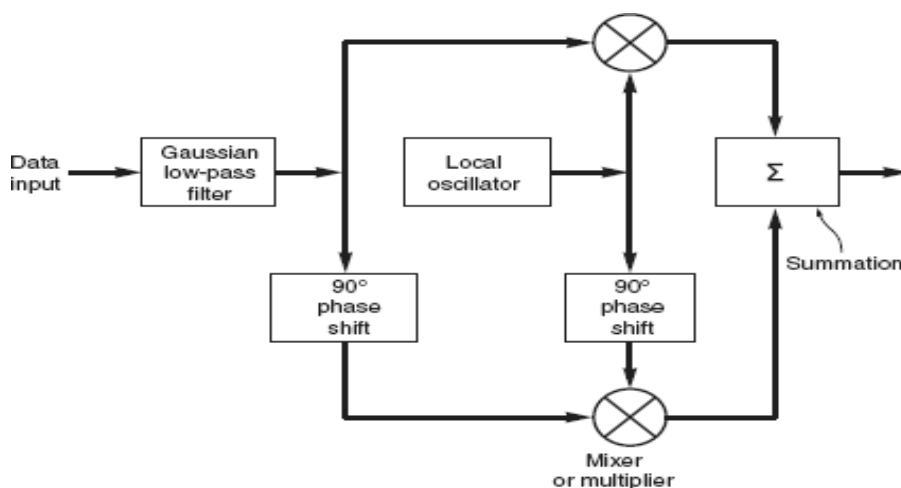 Data
input
Gaussian
low-pass
filter
Local
oscillator
Σ
Summation
90°
phase
shift
90°
phase
shift
Mixer
or multiplier